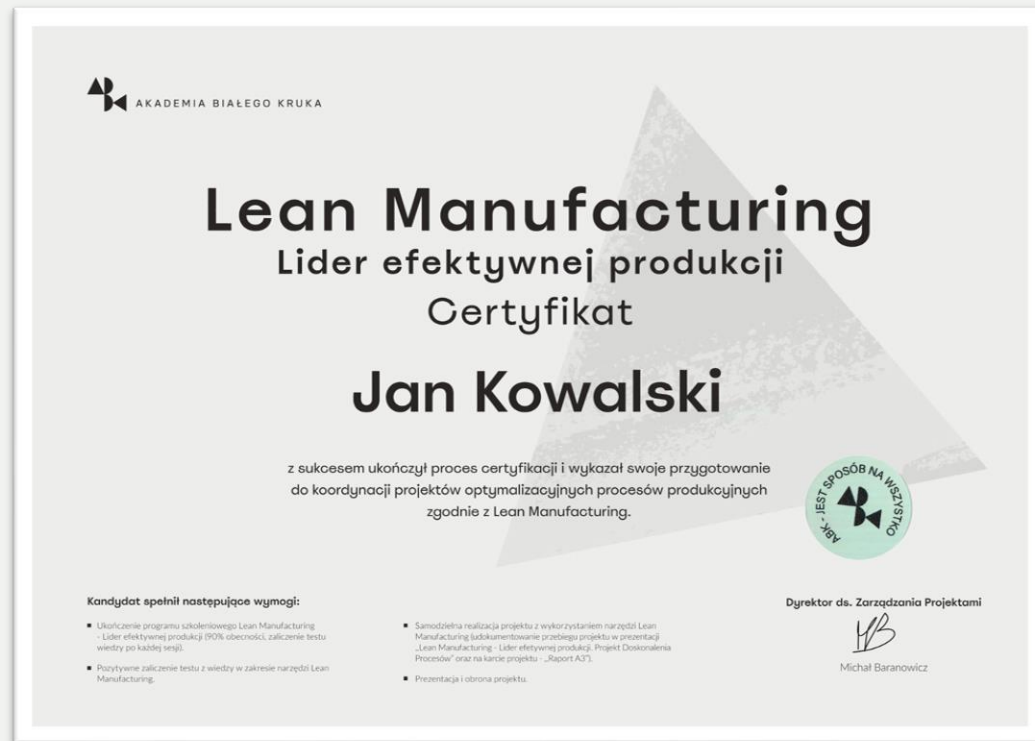 AKADEMIA BIAŁEGO KRUKA
Lean Manufacturing
Lider efektywnej produkcji
Certyfikat
Jan Kowalski
z sukcesem ukończył proces certyfikacji i wykazał swoje przygotowanie
do koordynacji projektów optymalizacyjnych procesów produkcyjnych
zgodnie z Lean Manufacturing.
ABK - JEST SPOSÓB NA WSZYSTKO
Kandydat spełnił następujące wymogi:
Ukończenie programu szkoleniowego Lean Manufacturing
- Lider efektywnej produkcji (90% obecności, zaliczenie testu
wiedzy po każdej sesji).
Pozytywne zaliczenie testu z wiedzy w zakresie narzędzi Lean
Manufacturing.
Samodzielna realizacja projektu z wykorzystaniem narzędzi Lean
Manufacturing (udokumentowanie przebiegu projektu w prezentacji
„Lean Manufacturing - Lider efetywnej produkcji. Projekt Doskonalenia
Procesów” oraz na karcie projektu - „Raport A3”).
Prezentacja i obrona projektu.
Dyrektor ds. Zarządzania Projektami
MB
Michał Baranowicz